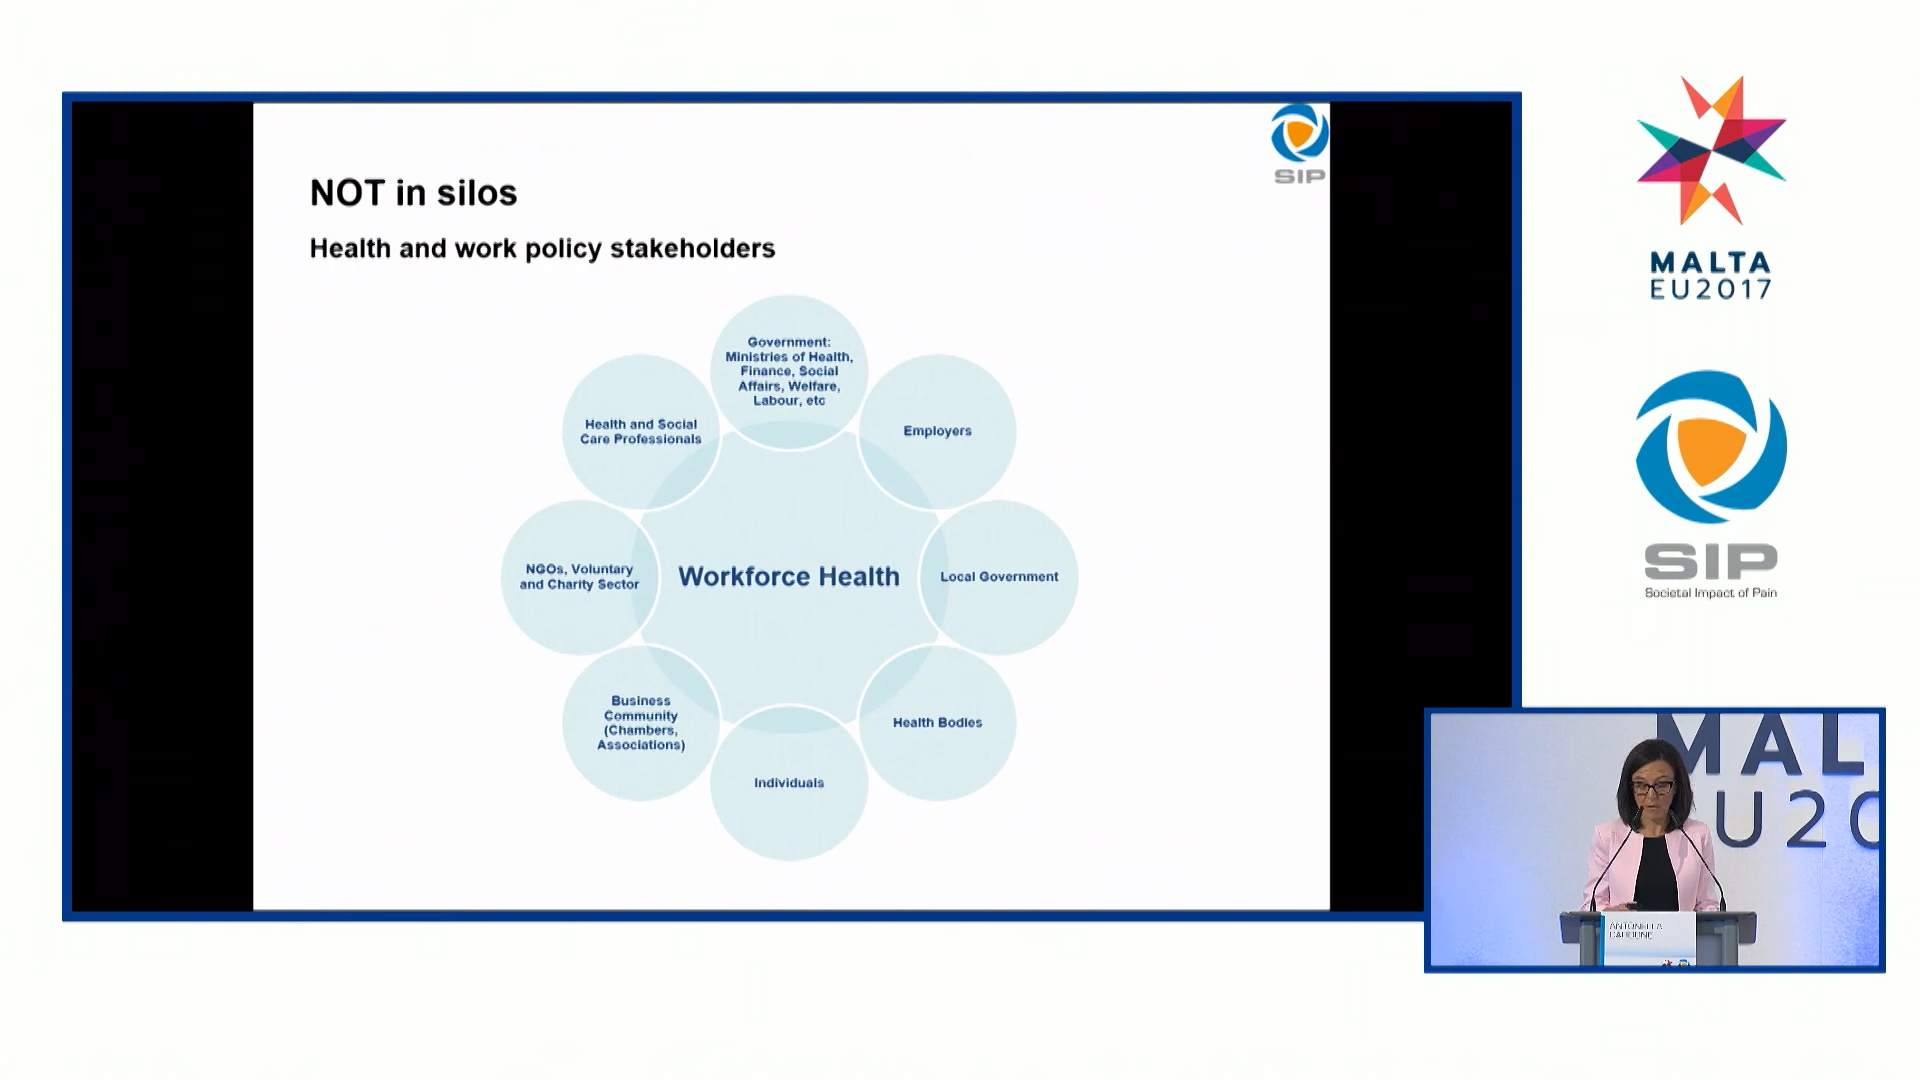 SIP
NOT in silos
Health and work policy stakeholders
Government:
Ministries of Health,
Finance, Social
Affairs, Welfare,
Labour, etc
Health and Social
Care Professionals
Employers
NGOs, Voluntary
and Charity Sector
Workforce Health
Local Government
Business
Community
(Chambers,
Associations)
Health Bodies
Individuals
MALTA
EU2017
SIP
Societal Impact of Pain
MAL
U20
ANTONELLA
CARDONE